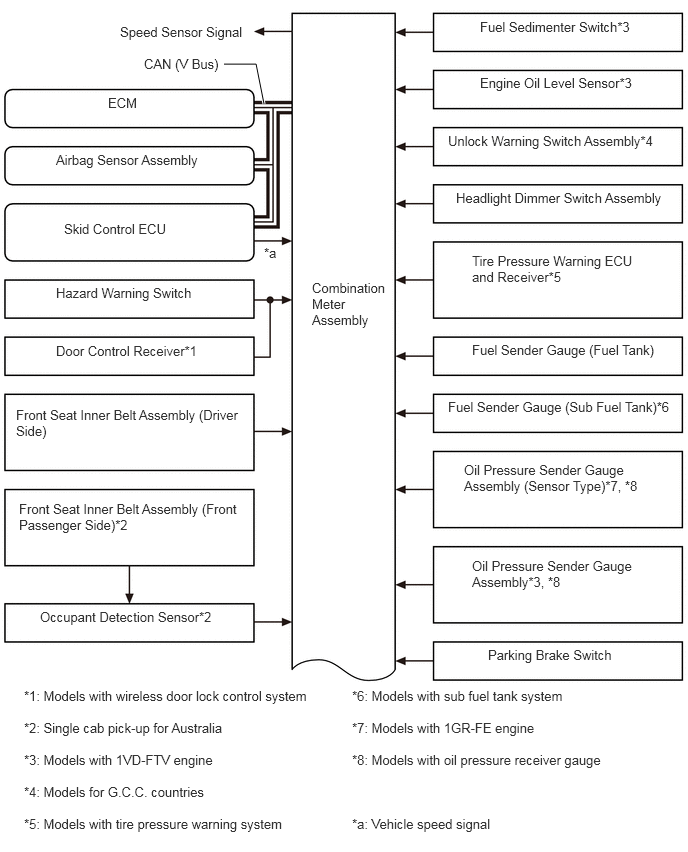 Speed Sensor Signal
CAN (V Bus)
ECM
Airbag Sensor Assembly
Skid Control ECU
*a
Hazard Warning Switch
Door Control Receiver*1
Front Seat Inner Belt Assembly (Driver
Side)
Front Seat Inner Belt Assembly (Front
Passenger Side)*2
Occupant Detection Sensor*2
Combination
Meter
Assembly
Fuel Sedimenter Switch*3
Engine Oil Level Sensor*3
Unlock Warning Switch Assembly*4
Headlight Dimmer Switch Assembly
Tire Pressure Warning ECU
and Receiver*5
Fuel Sender Gauge (Fuel Tank)
Fuel Sender Gauge (Sub Fuel Tank)*6
Oil Pressure Sender Gauge
Assembly (Sensor Type)*7, *8
Oil Pressure Sender Gauge
Assembly*3, *8
Parking Brake Switch
*1: Models with wireless door lock control system
*2: Single cab pick-up for Australia
*3: Models with 1VD-FTV engine
*4: Models for G.C.C. countries
*5: Models with tire pressure warning system
*6: Models with sub fuel tank system
*7: Models with 1GR-FE engine
*8: Models with oil pressure receiver gauge
*a: Vehicle speed signal